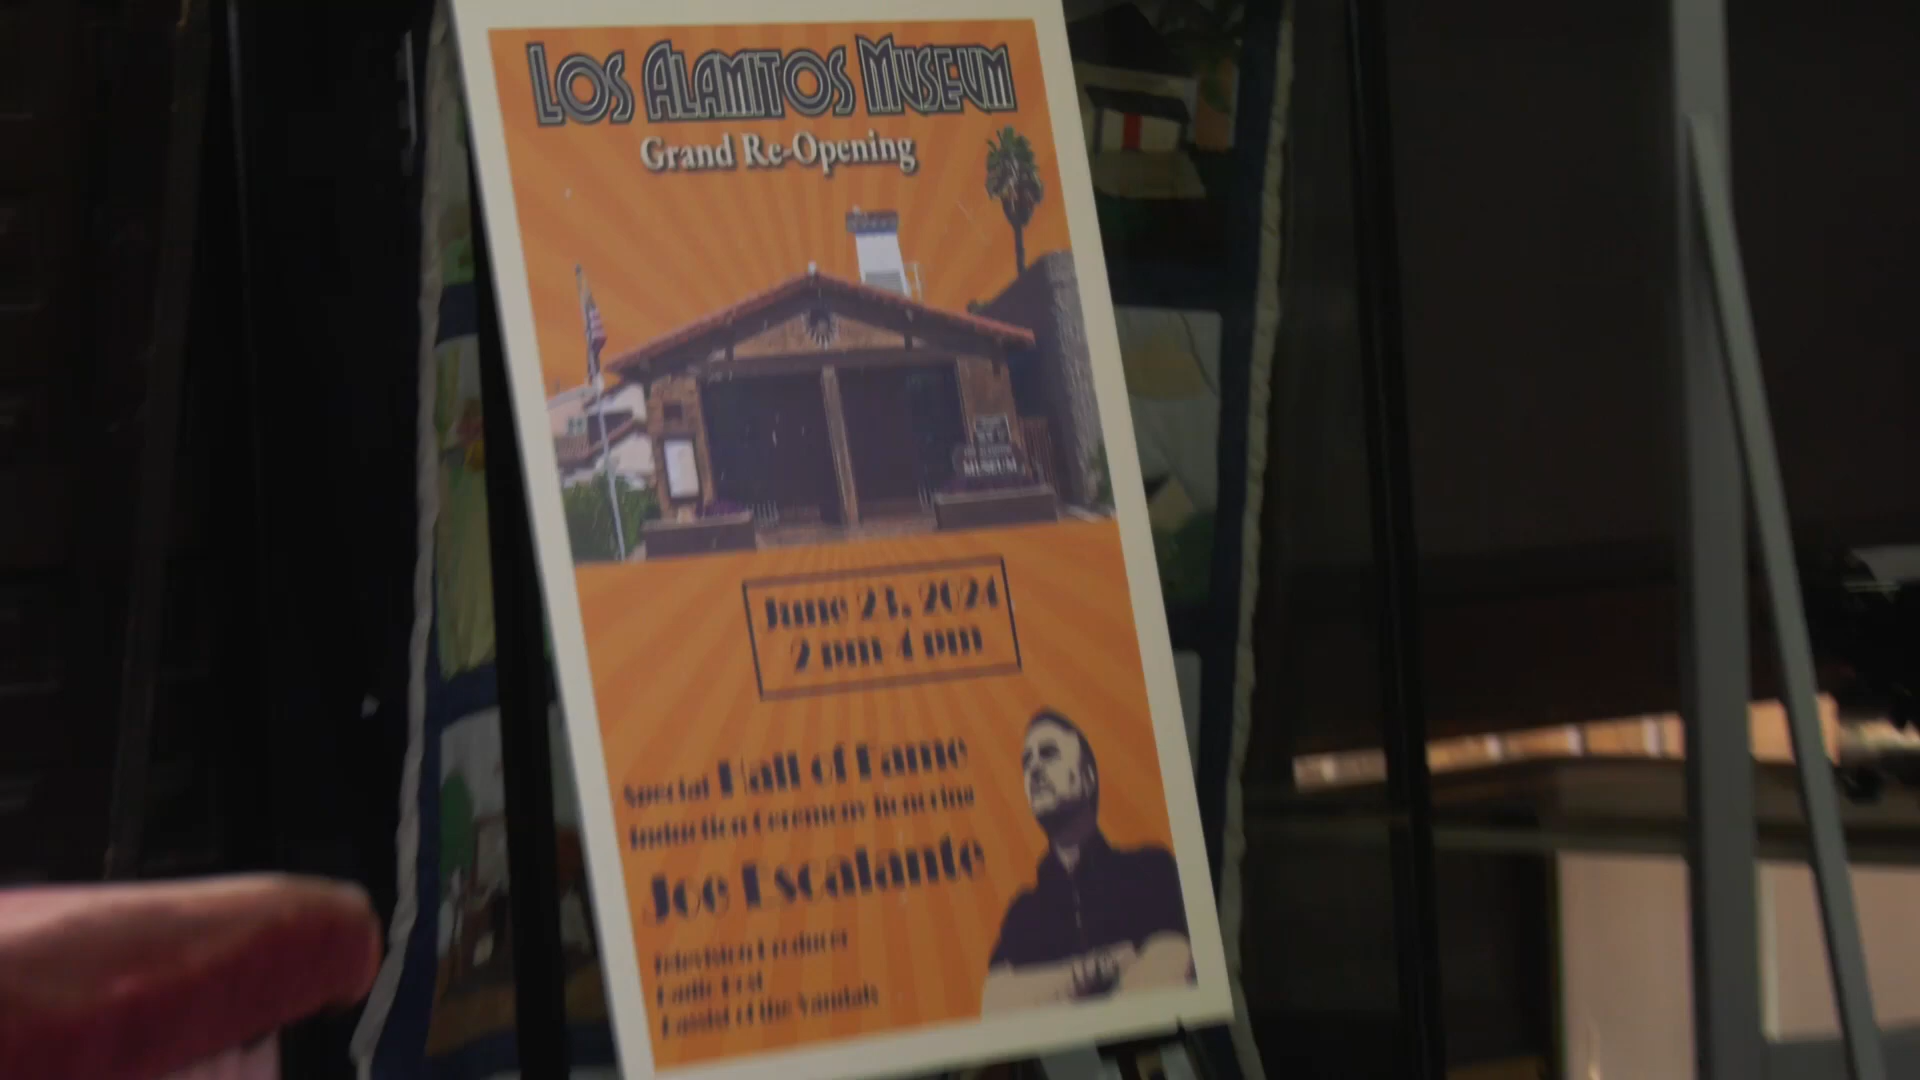 LOS ALAMITOS MUSEUM
Grand Re-Opening
MUSEUM
June 23, 2024
2 pm-4 pm
Special Hall of Fame
Induction Ceremony honoring
Joe Escalante
Television Producer
Radio Host
Bassist of the Vandals